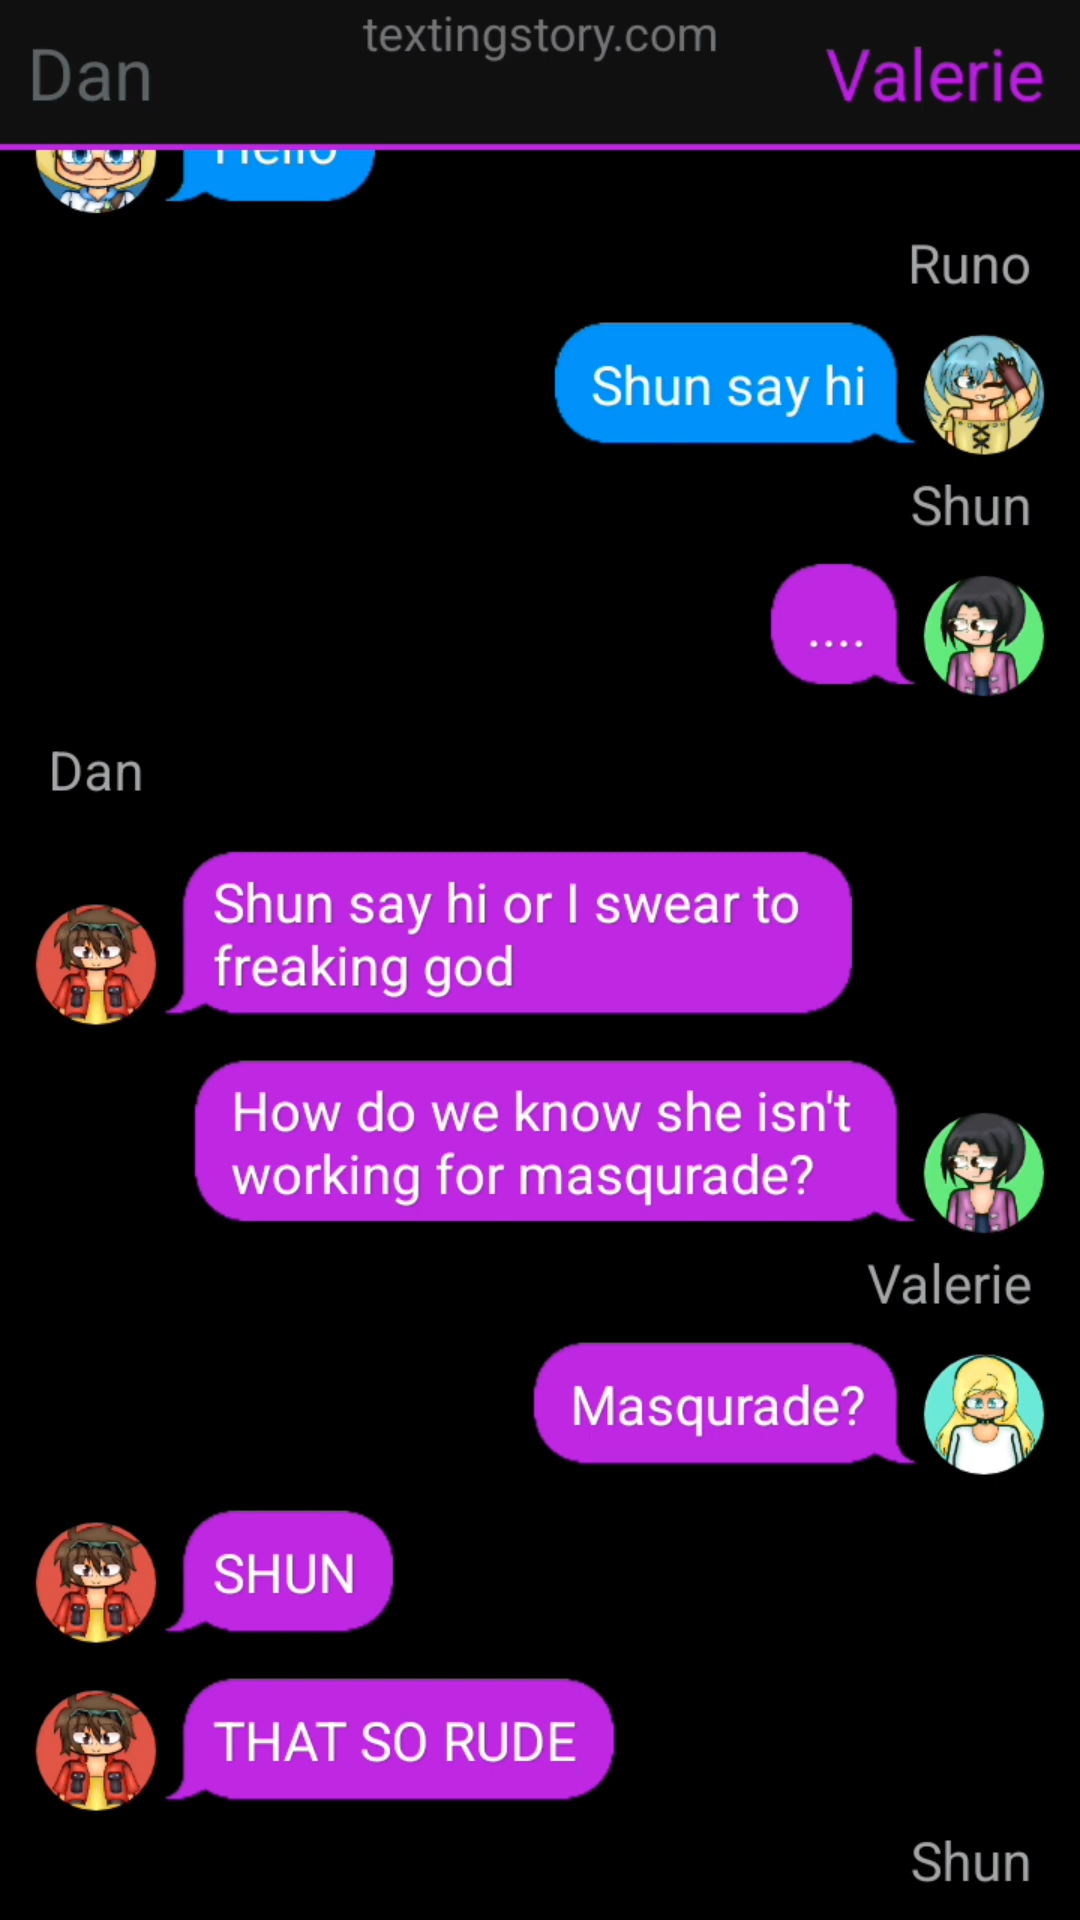 textingstory.com
Dan
Valerie
Hello
Runo
Shun say hi
Shun
....
Dan
Shun say hi or I swear to
freaking god
How do we know she isn't
working for masqurade?
Valerie
Masqurade?
SHUN
THAT SO RUDE
Shun